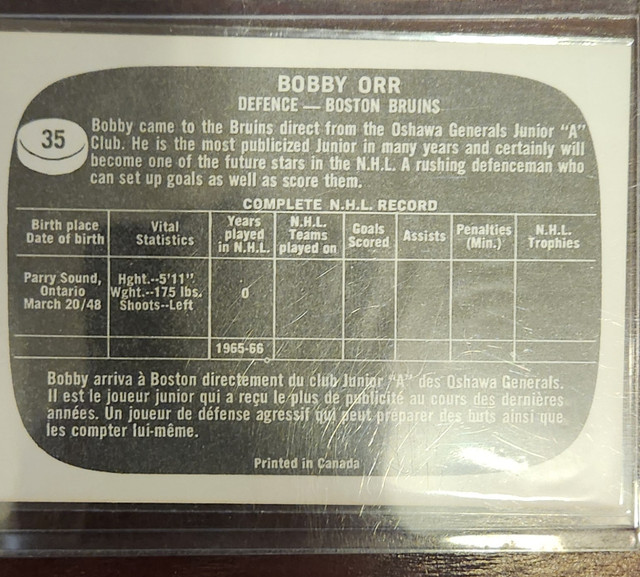 BOBBY ORR
DEFENCE — BOSTON BRUINS
35
Bobby came to the Bruins direct from the Oshawa Generals Junior "A"
Club. He is the most publicized Junior in many years and certainly will
become one of the future stars in the N.H.L. A rushing defenceman who
can set up goals as well as score them.
COMPLETE N.H.L. RECORD
Birth place
Date of birth
Vital
Statistics
Years
played
in N.H.L.
N.H.L.
Teams
played on
Goals
Scored
Assists
Penalties
(Min.)
N.H.L.
Trophies
Parry Sound,
Ontario
March 20/48
Hght.--5'11"
Wght.--175 lbs.
Shoots--Left
0
1965-66
Bobby arriva à Boston directement du club Junior "A" des Oshawa Generals.
Il est le joueur junior qui a reçu le plus de publicité au cours des dernières
années. Un joueur de défense agressif qui peut préparer des buts ainsi que
les compter lui-même.
Printed in Canada